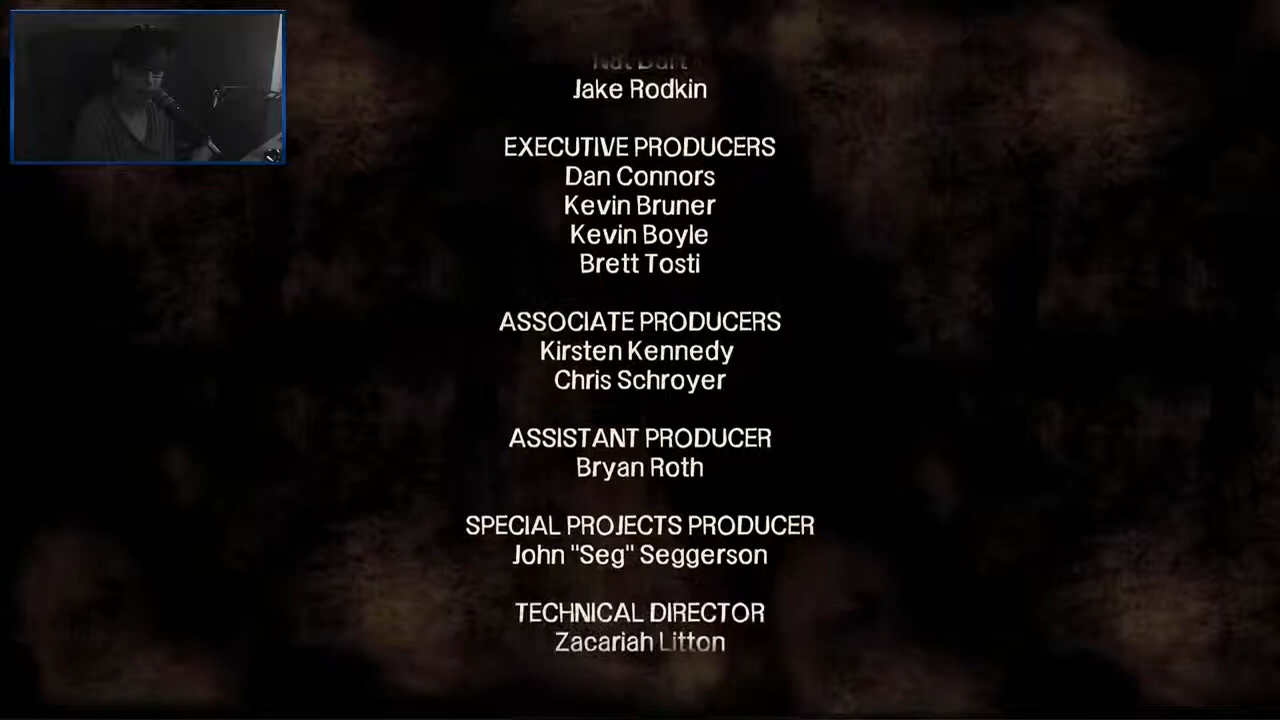 Jake Rodkin
EXECUTIVE PRODUCERS
Dan Connors
Kevin Bruner
Kevin Boyle
Brett Tosti
ASSOCIATE PRODUCERS
Kirsten Kennedy
Chris Schroyer
ASSISTANT PRODUCER
Bryan Roth
SPECIAL PROJECTS PRODUCER
John "Seg" Seggerson
TECHNICAL DIRECTOR
Zacariah Litton